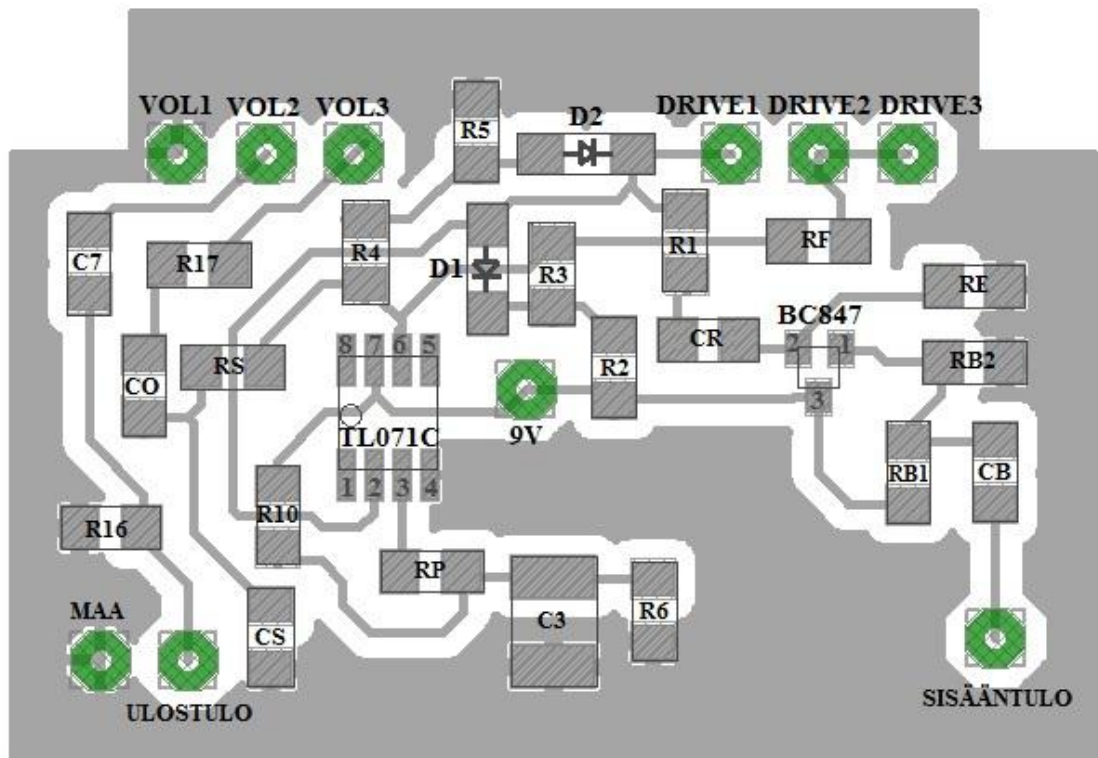 VOL1 VOL2 VOL3
R5
D2
DRIVE1 DRIVE2 DRIVE3
C7
R17
R4
D1
R3
R1
RF
RE
BC847
2 1
3
CR
RB2
RS
CO
8 7 6 5
TL071C
1 2 3 4
9V
R2
RB1
CB
R10
R16
RP
C3
R6
MAA
CS
ULOSTULO
SISÄÄNTULO